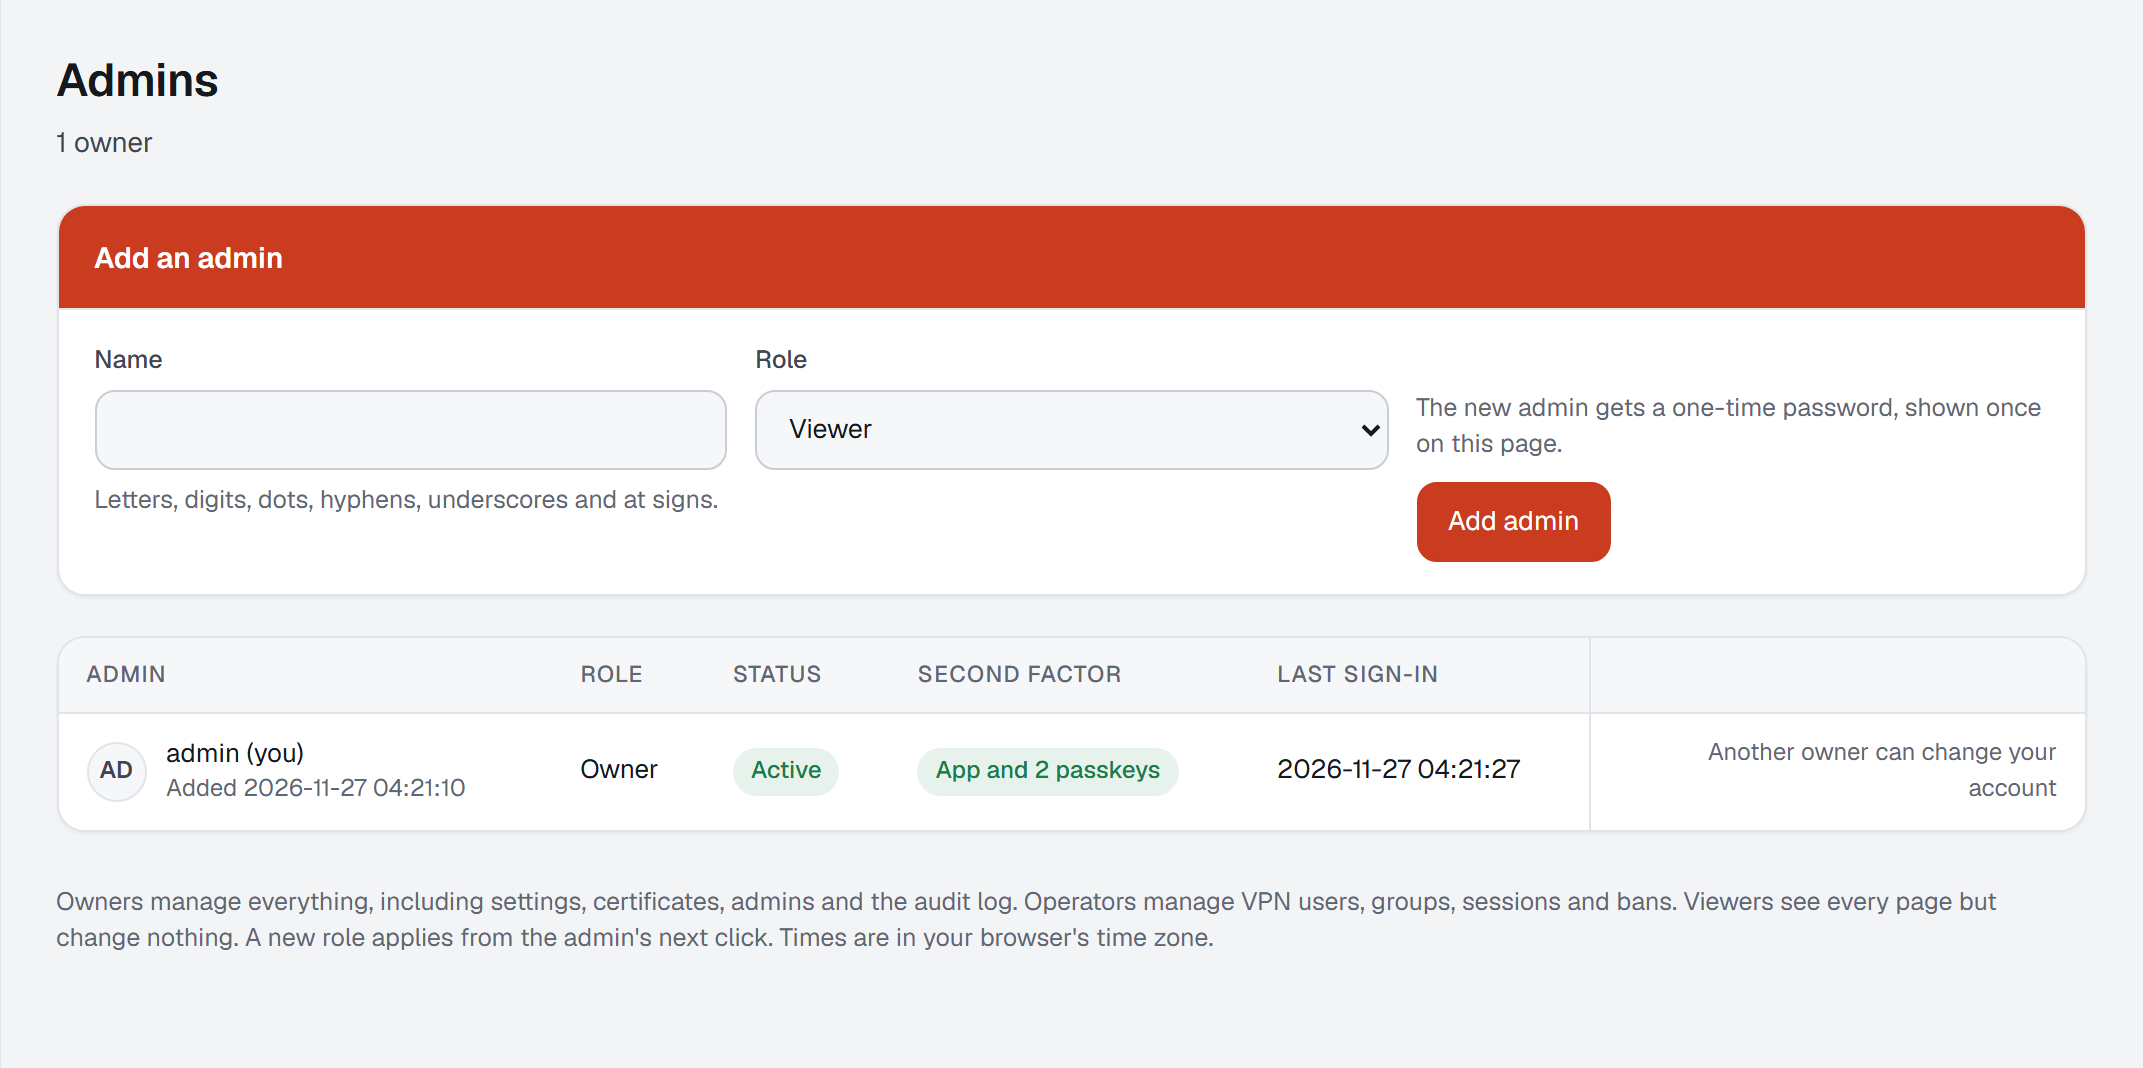 Admins
1 owner
Add an admin
Name
Role
Viewer
The new admin gets a one-time password, shown once
on this page.
Letters, digits, dots, hyphens, underscores and at signs.
Add admin
ADMIN ROLE STATUS SECOND FACTOR LAST SIGN-IN
AD
admin (you)
Added 2026-11-27 04:21:10
Owner
Active
App and 2 passkeys
2026-11-27 04:21:27
Another owner can change your
account
Owners manage everything, including settings, certificates, admins and the audit log. Operators manage VPN users, groups, sessions and bans. Viewers see every page but
change nothing. A new role applies from the admin's next click. Times are in your browser's time zone.